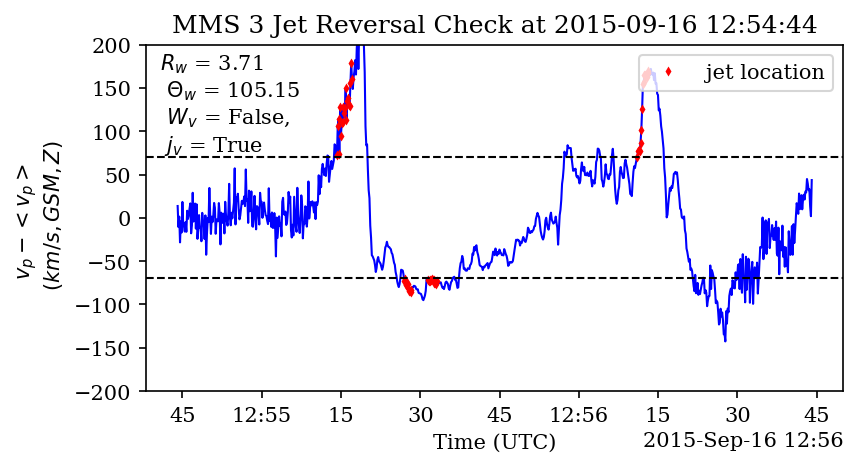 MMS 3 Jet Reversal Check at 2015-09-16 12:54:44
200
150
100
50
0
−50
−100
−150
−200
v_p − < v_p >
(km/s, GSM, Z)
R_w = 3.71
Θ_w = 105.15
W_v = False,
j_v = True
jet location
45 12:55 15 30 45 12:56 15 30 45
Time (UTC)
2015-Sep-16 12:56